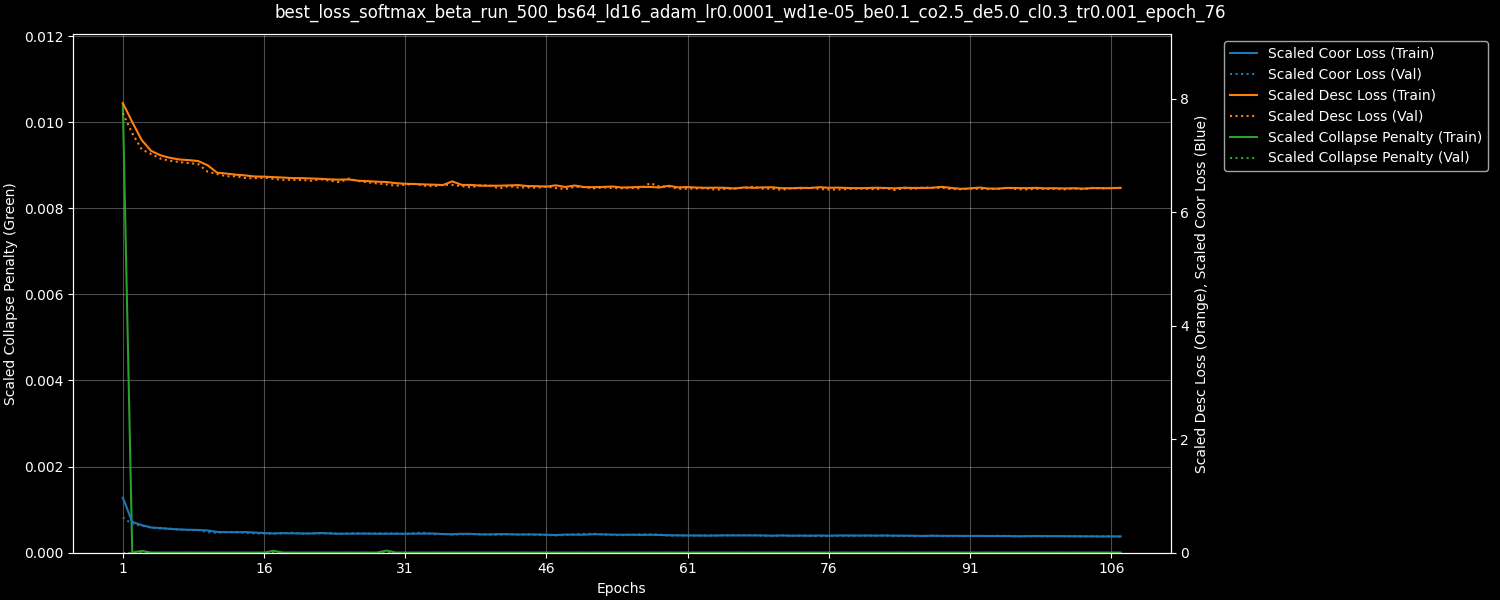 best_loss_softmax_beta_run_500_bs64_ld16_adam_lr0.0001_wd1e-05_be0.1_co2.5_de5.0_cl0.3_tr0.001_epoch_76
Scaled Collapse Penalty (Green)
0.012
0.010
0.008
0.006
0.004
0.002
0.000
1
16
31
46
61
76
91
106
Epochs
8
6
4
2
0
Scaled Desc Loss (Orange), Scaled Coor Loss (Blue)
Scaled Coor Loss (Train)
Scaled Coor Loss (Val)
Scaled Desc Loss (Train)
Scaled Desc Loss (Val)
Scaled Collapse Penalty (Train)
Scaled Collapse Penalty (Val)